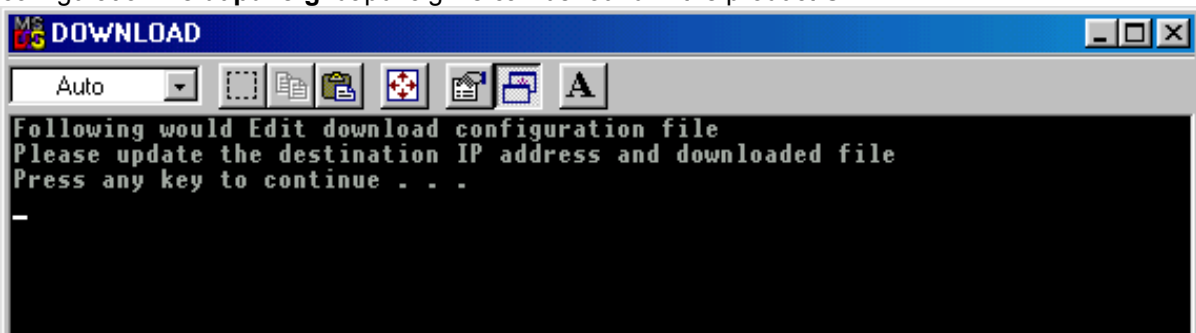 DOWNLOAD
Auto
A
Following would Edit download configuration file
Please update the destination IP address and downloaded file
Press any key to continue . . .